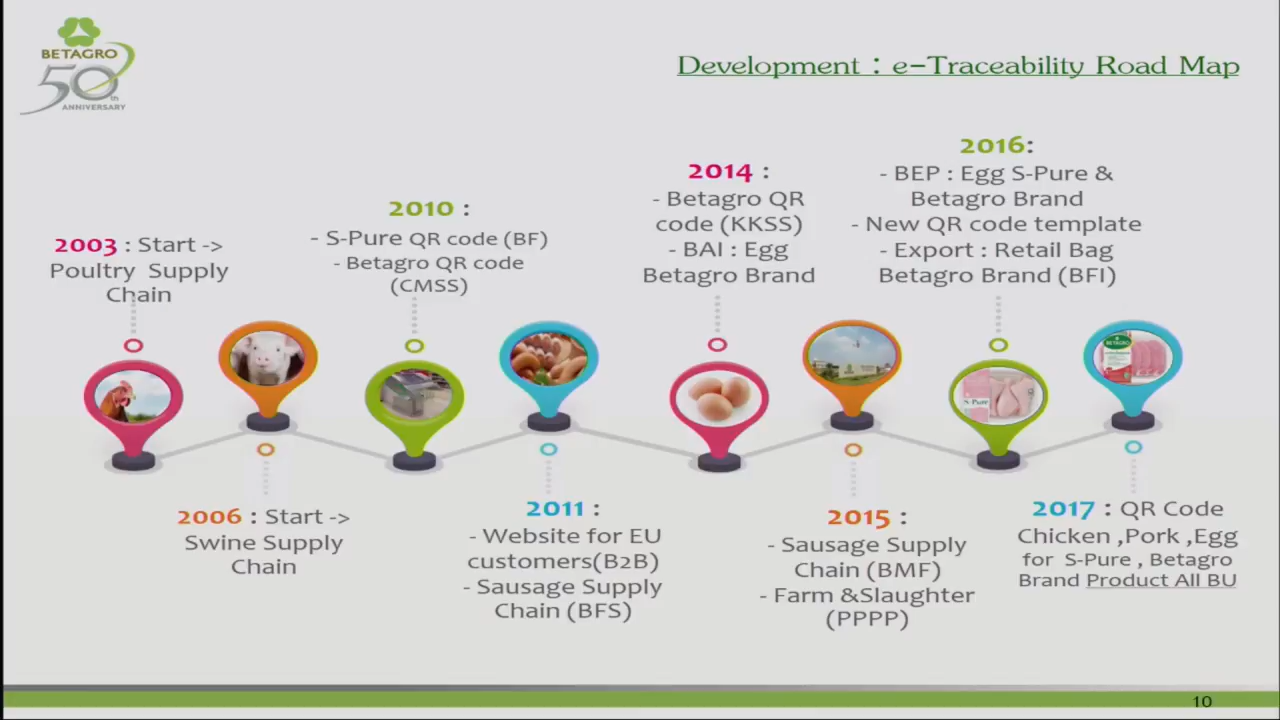 BETAGRO
50th
ANNIVERSARY
Development : e-Traceability Road Map
2003 : Start ->
Poultry Supply
Chain
2006 : Start ->
Swine Supply
Chain
2010 :
- S-Pure QR code (BF)
- Betagro QR code
(CMSS)
2011 :
- Website for EU
customers(B2B)
- Sausage Supply
Chain (BFS)
2014 :
- Betagro QR
code (KKSS)
- BAI : Egg
Betagro Brand
2015 :
- Sausage Supply
Chain (BMF)
- Farm &Slaughter
(PPPP)
2016:
- BEP : Egg S-Pure &
Betagro Brand
- New QR code template
- Export : Retail Bag
Betagro Brand (BFI)
S-Pure
2017 : QR Code
Chicken ,Pork ,Egg
for S-Pure , Betagro
Brand Product All BU
BETAGRO
10